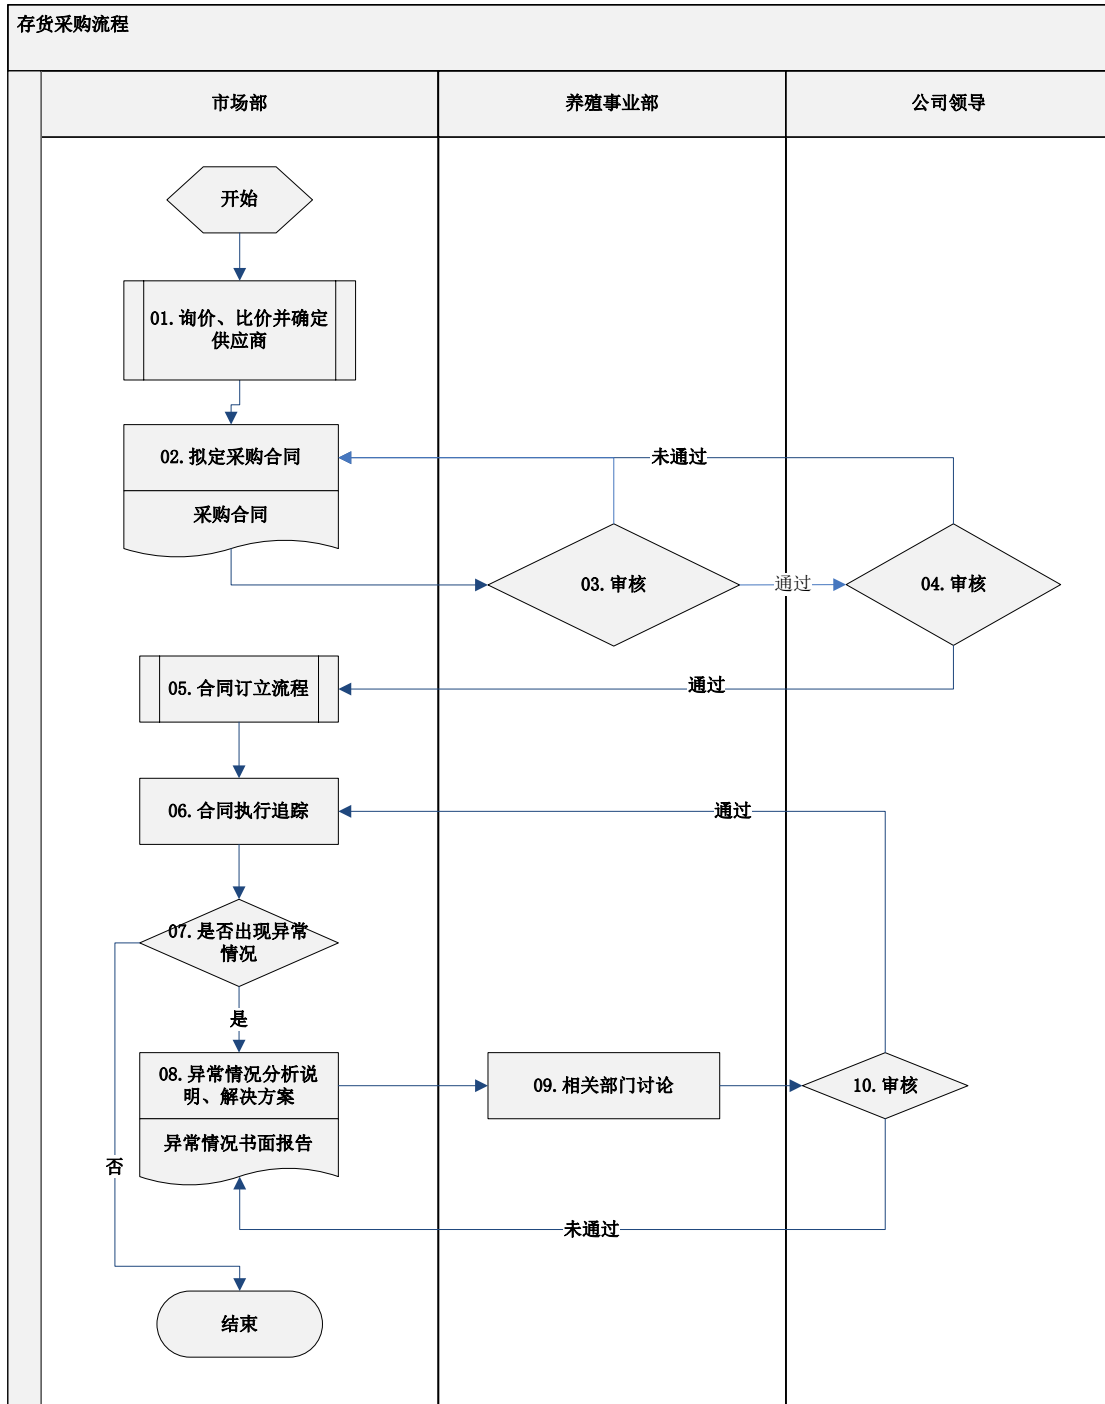 存货采购流程
市场部
养殖事业部
公司领导
开始
01.询价、比价并确定
供应商
02.拟定采购合同
未通过
采购合同
03.审核
通过
04.审核
05.合同订立流程
通过
06.合同执行追踪
通过
07.是否出现异常
情况
是
08.异常情况分析说
明、解决方案
09.相关部门讨论
10.审核
异常情况书面报告
否
未通过
结束